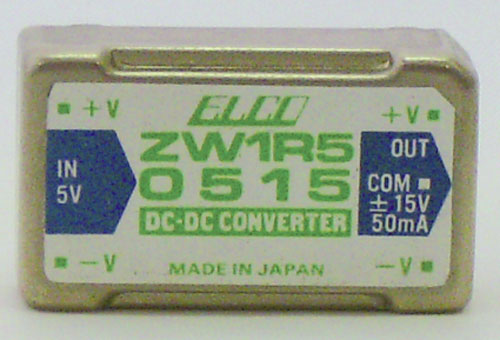 +V
ELCO
+V
ZW1R5
0515
IN
5V
OUT
COM
±15V
50mA
DC-DC CONVERTER
-V
MADE IN JAPAN
-V